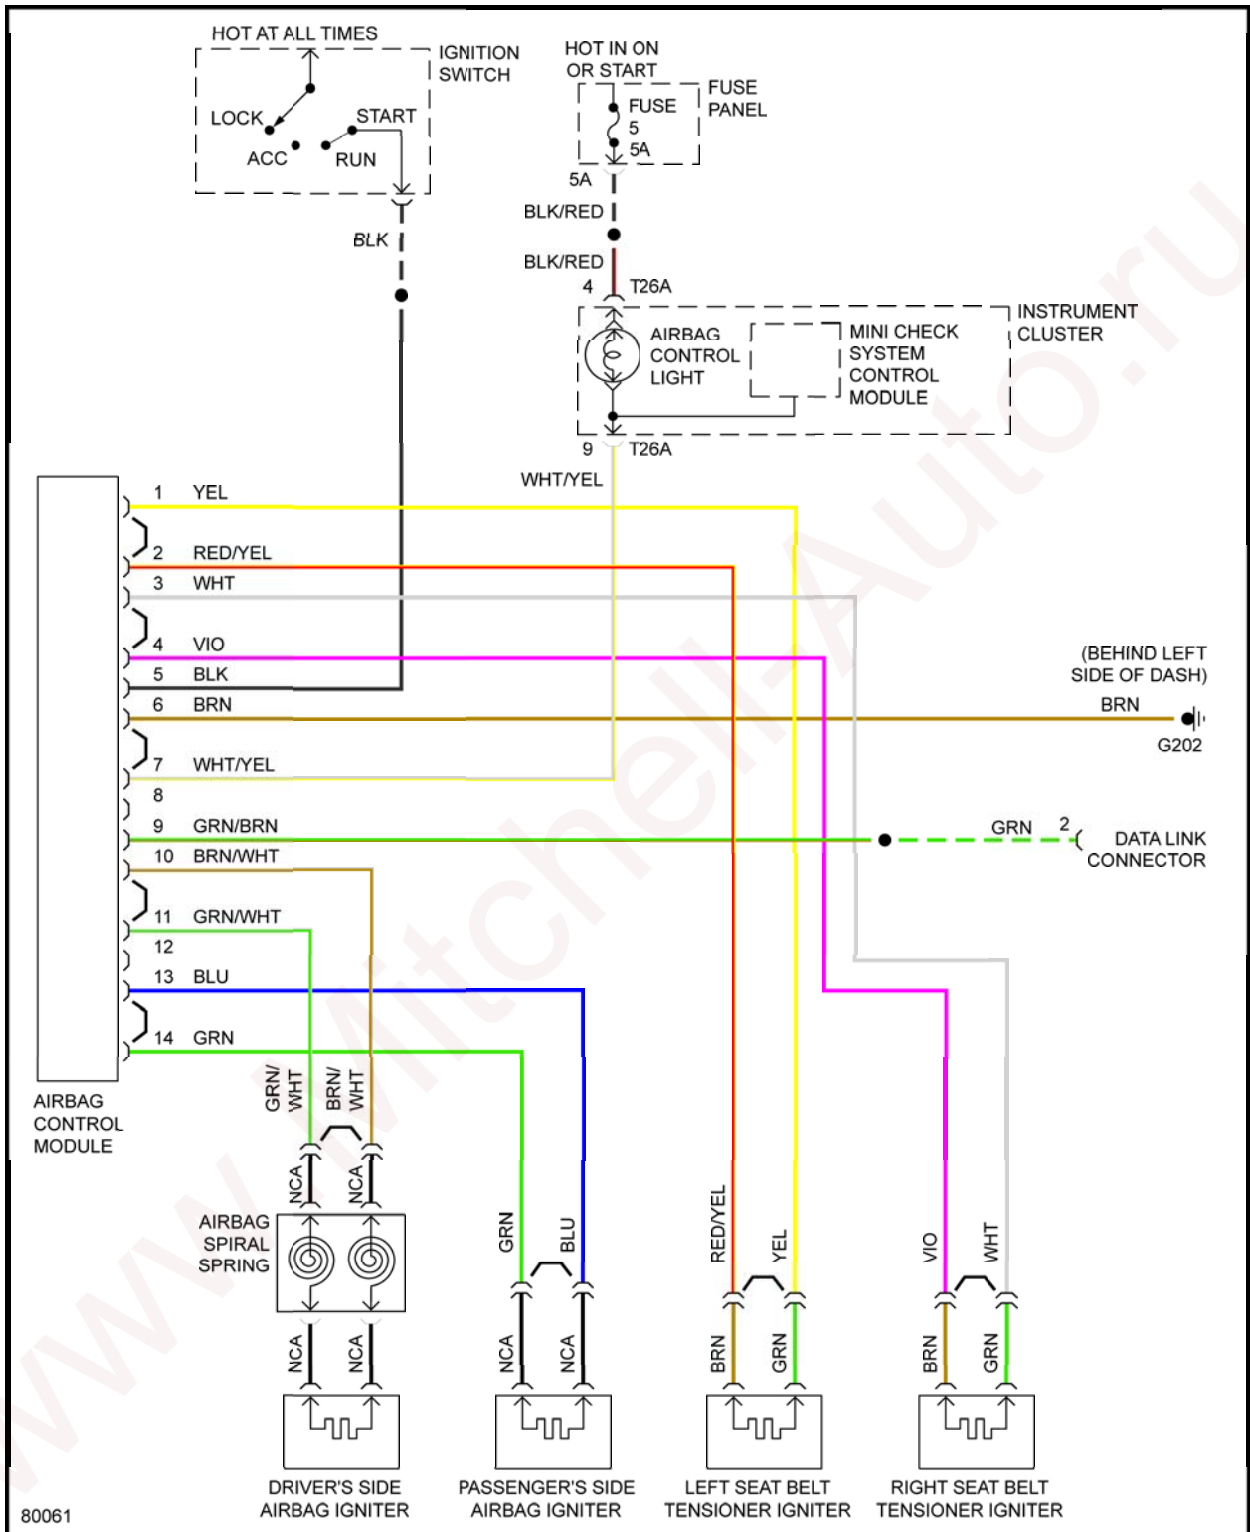 HOT AT ALL TIMES
IGNITION
SWITCH
LOCK
START
ACC
RUN
BLK
HOT IN ON
OR START
FUSE
PANEL
FUSE
5
5A
5A
BLK/RED
BLK/RED
4 T26A
INSTRUMENT
CLUSTER
AIRBAG
CONTROL
LIGHT
MINI CHECK
SYSTEM
CONTROL
MODULE
9 T26A
WHT/YEL
1 YEL
2 RED/YEL
3 WHT
4 VIO
5 BLK
6 BRN
7 WHT/YEL
8
9 GRN/BRN
10 BRN/WHT
11 GRN/WHT
12
13 BLU
14 GRN
(BEHIND LEFT
SIDE OF DASH)
BRN
G202
GRN 2
DATA LINK
CONNECTOR
AIRBAG
CONTROL
MODULE
GRN/
WHT
BRN/
WHT
NCA
NCA
AIRBAG
SPIRAL
SPRING
NCA
NCA
GRN
BLU
NCA
NCA
RED/YEL
YEL
BRN
GRN
VIO
WHT
BRN
GRN
DRIVER'S SIDE
AIRBAG IGNITER
PASSENGER'S SIDE
AIRBAG IGNITER
LEFT SEAT BELT
TENSIONER IGNITER
RIGHT SEAT BELT
TENSIONER IGNITER
80061
www.Mitchell-Auto.ru